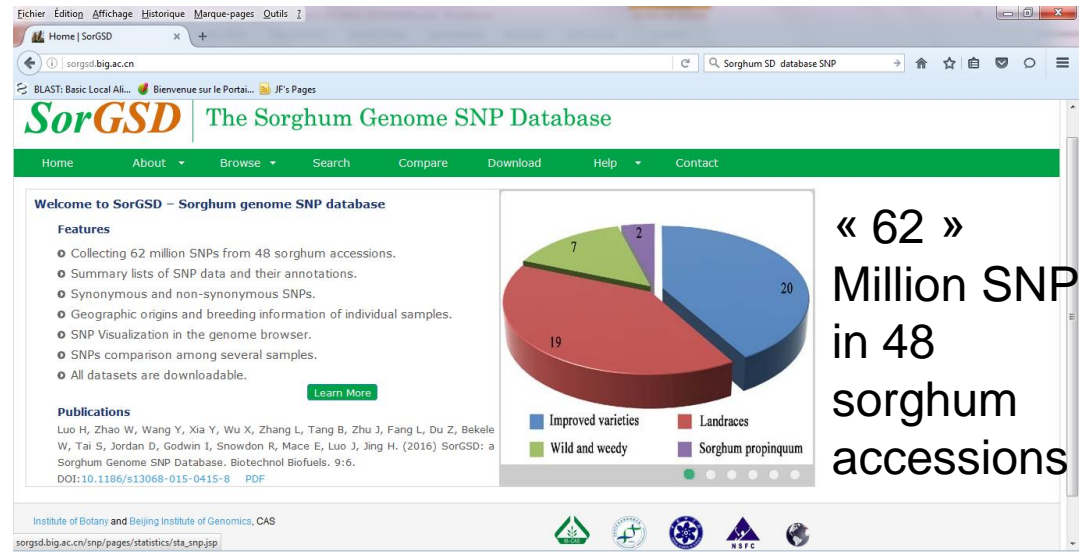 Fichier Édition Affichage Historique Marque-pages Outils ?
Home | SorGSD × +
sorgsd.big.ac.cn
Sorghum SD database SNP
BLAST: Basic Local Ali... Bienvenue sur le Portai... JF's Pages
SorGSD The Sorghum Genome SNP Database
Home About Browse Search Compare Download Help Contact
Welcome to SorGSD – Sorghum genome SNP database
Features
Collecting 62 million SNPs from 48 sorghum accessions.
Summary lists of SNP data and their annotations.
Synonymous and non-synonymous SNPs.
Geographic origins and breeding information of individual samples.
SNP Visualization in the genome browser.
SNPs comparison among several samples.
All datasets are downloadable.
Learn More
Publications
Luo H, Zhao W, Wang Y, Xia Y, Wu X, Zhang L, Tang B, Zhu J, Fang L, Du Z, Bekele
W, Tai S, Jordan D, Godwin I, Snowdon R, Mace E, Luo J, Jing H. (2016) SorGSD: a
Sorghum Genome SNP Database. Biotechnol Biofuels. 9:6.
DOI:10.1186/s13068-015-0415-8 PDF
7
2
20
19
Improved varieties Landraces
Wild and weedy Sorghum propinquum
« 62 »
Million SNP
in 48
sorghum
accessions
Institute of Botany and Beijing Institute of Genomics, CAS
NSFC
sorgsd.big.ac.cn/snp/pages/statistics/sta_snp.jsp